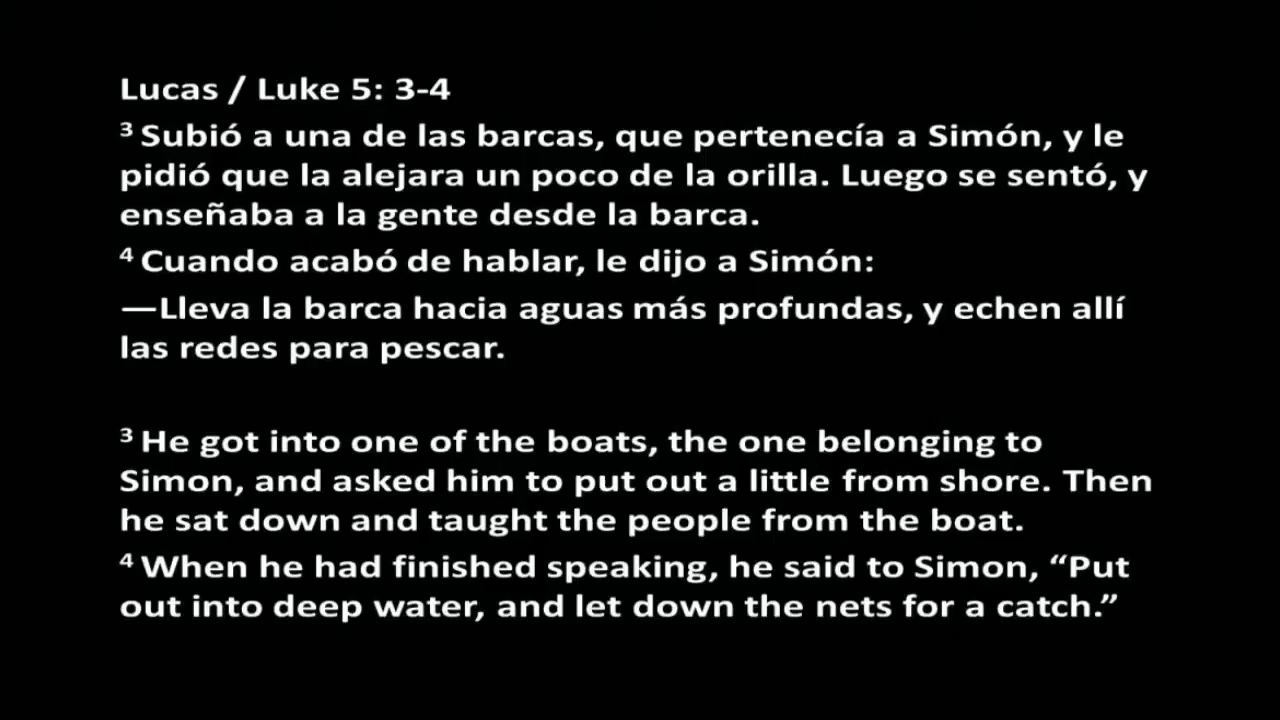 Lucas / Luke 5: 3-4
³ Subió a una de las barcas, que pertenecía a Simón, y le
pidió que la alejara un poco de la orilla. Luego se sentó, y
enseñaba a la gente desde la barca.
⁴ Cuando acabó de hablar, le dijo a Simón:
—Lleva la barca hacia aguas más profundas, y echen allí
las redes para pescar.
³ He got into one of the boats, the one belonging to
Simon, and asked him to put out a little from shore. Then
he sat down and taught the people from the boat.
⁴ When he had finished speaking, he said to Simon, “Put
out into deep water, and let down the nets for a catch.”